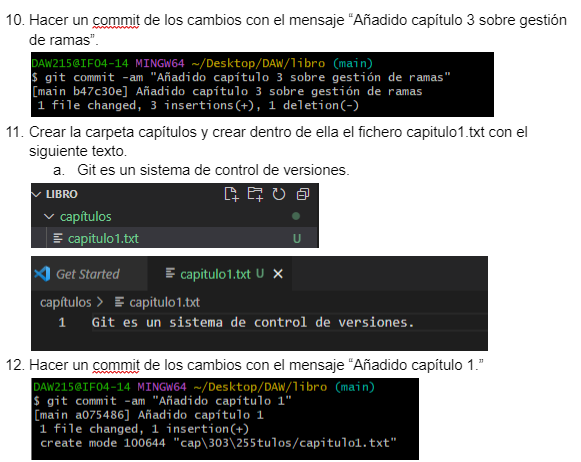 10. Hacer un commit de los cambios con el mensaje “Añadido capítulo 3 sobre gestión
de ramas”.
DAW215@IF04-14 MINGW64 ~/Desktop/DAW/libro (main)
$ git commit -am "Añadido capítulo 3 sobre gestión de ramas"
[main b47c30e] Añadido capítulo 3 sobre gestión de ramas
1 file changed, 3 insertions(+), 1 deletion(-)
11. Crear la carpeta capítulos y crear dentro de ella el fichero capitulo1.txt con el
siguiente texto.
a. Git es un sistema de control de versiones.
LIBRO
capítulos
capitulo1.txt U
Get Started capitulo1.txt U
capítulos > capitulo1.txt
1 Git es un sistema de control de versiones.
12. Hacer un commit de los cambios con el mensaje “Añadido capítulo 1.”
DAW215@IF04-14 MINGW64 ~/Desktop/DAW/libro (main)
$ git commit -am "Añadido capítulo 1"
[main a075486] Añadido capítulo 1
1 file changed, 1 insertion(+)
create mode 100644 "cap\303\255tulos/capitulo1.txt"